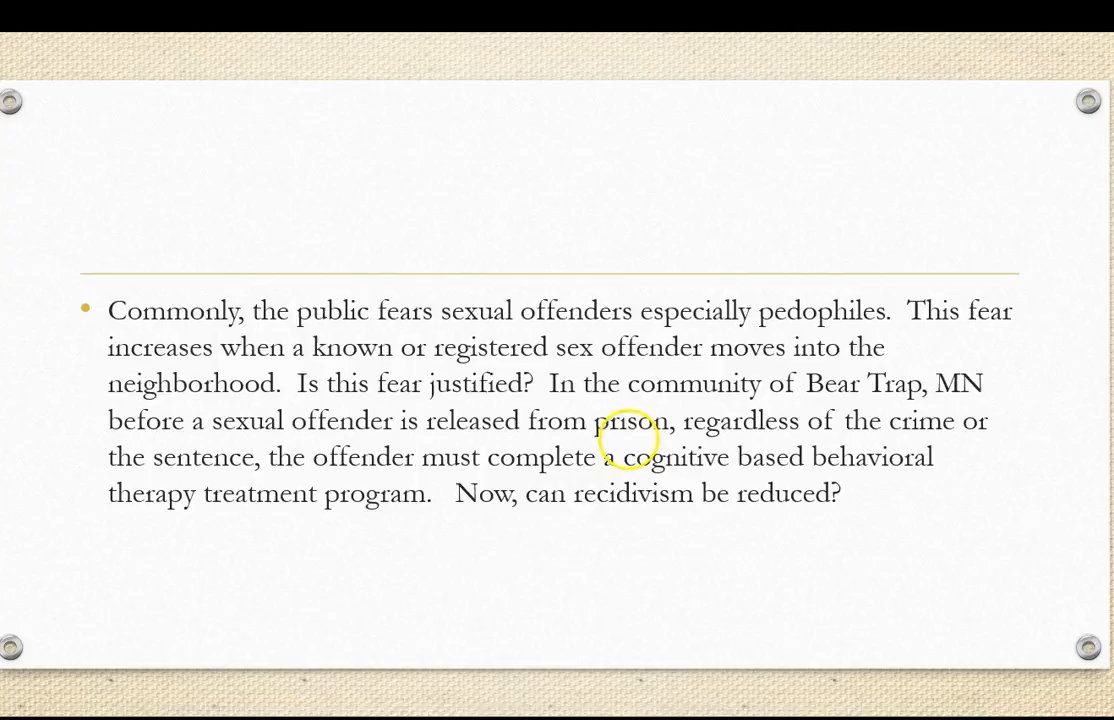 Commonly, the public fears sexual offenders especially pedophiles. This fear
increases when a known or registered sex offender moves into the
neighborhood. Is this fear justified? In the community of Bear Trap, MN
before a sexual offender is released from prison, regardless of the crime or
the sentence, the offender must complete a cognitive based behavioral
therapy treatment program. Now, can recidivism be reduced?